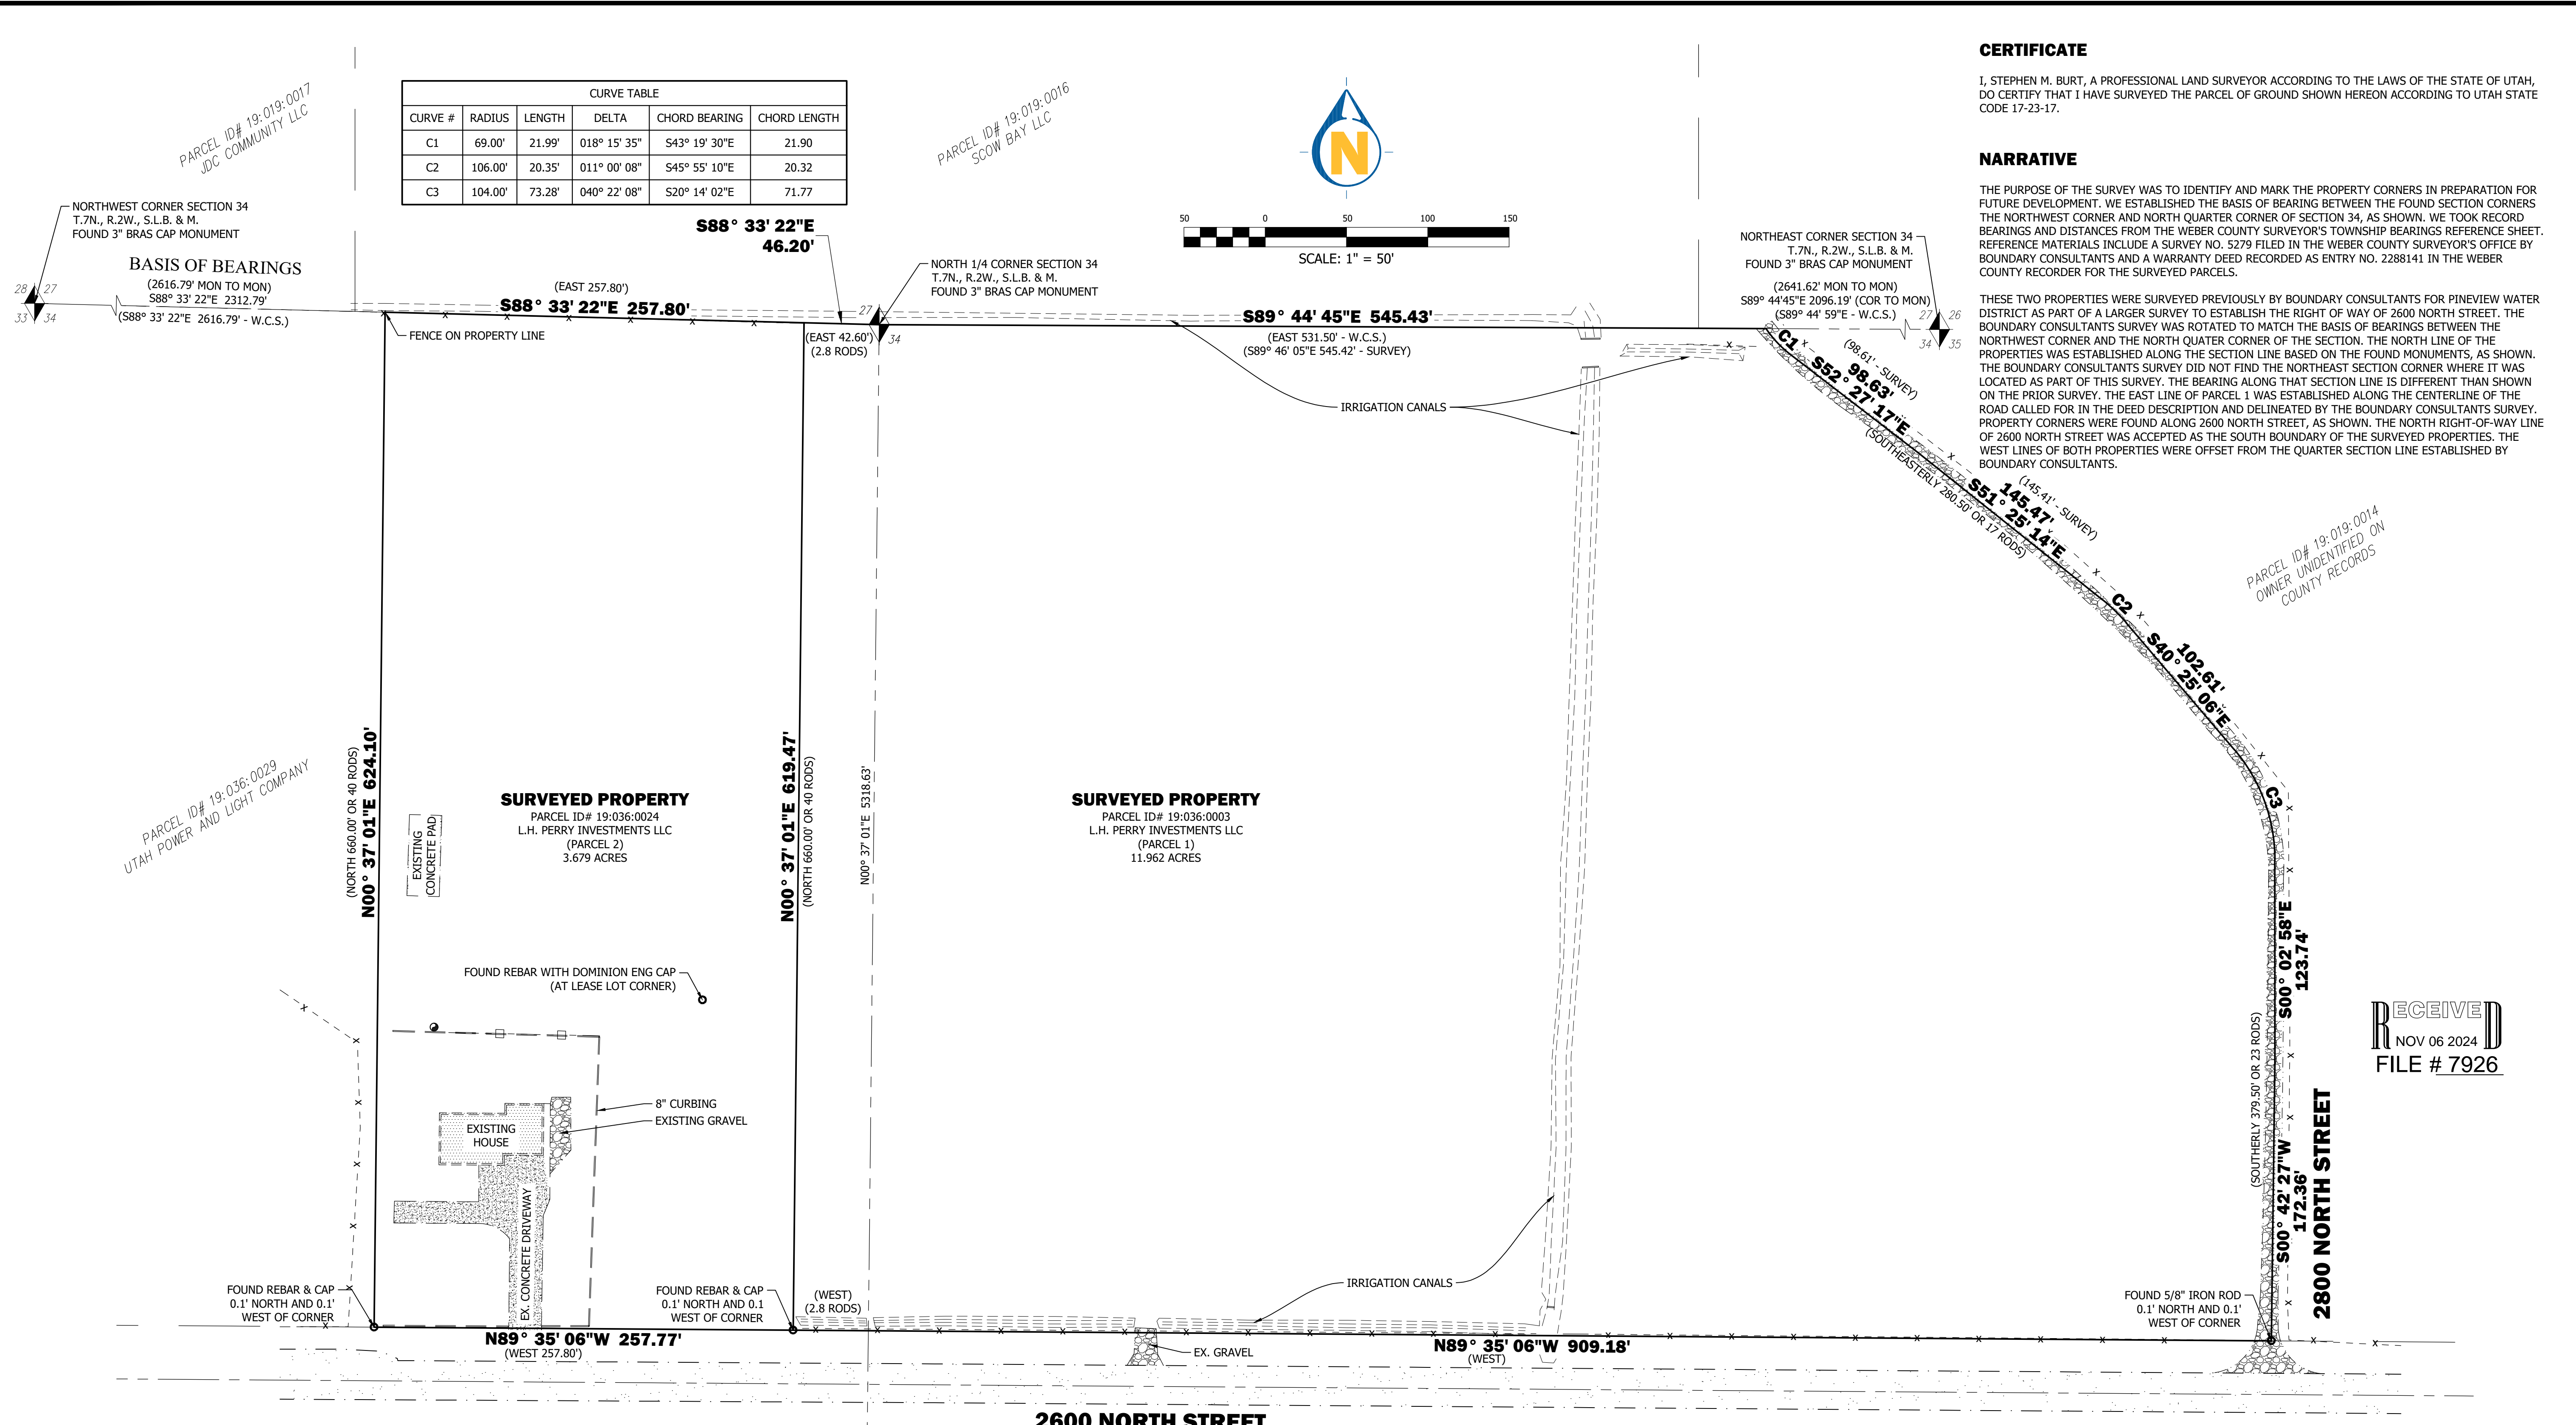 CERTIFICATE
I, STEPHEN M. BURT, A PROFESSIONAL LAND SURVEYOR ACCORDING TO THE LAWS OF THE STATE OF UTAH,
DO CERTIFY THAT I HAVE SURVEYED THE PARCEL OF GROUND SHOWN HEREON ACCORDING TO UTAH STATE
CODE 17-23-17.
NARRATIVE
THE PURPOSE OF THE SURVEY WAS TO IDENTIFY AND MARK THE PROPERTY CORNERS IN PREPARATION FOR
FUTURE DEVELOPMENT. WE ESTABLISHED THE BASIS OF BEARING BETWEEN THE FOUND SECTION CORNERS
THE NORTHWEST CORNER AND NORTH QUARTER CORNER OF SECTION 34, AS SHOWN. WE TOOK RECORD
BEARINGS AND DISTANCES FROM THE WEBER COUNTY SURVEYOR'S TOWNSHIP BEARINGS REFERENCE SHEET.
REFERENCE MATERIALS INCLUDE A SURVEY NO. 5279 FILED IN THE WEBER COUNTY SURVEYOR'S OFFICE BY
BOUNDARY CONSULTANTS AND A WARRANTY DEED RECORDED AS ENTRY NO. 2288141 IN THE WEBER
COUNTY RECORDER FOR THE SURVEYED PARCELS.
THESE TWO PROPERTIES WERE SURVEYED PREVIOUSLY BY BOUNDARY CONSULTANTS FOR PINEVIEW WATER
DISTRICT AS PART OF A LARGER SURVEY TO ESTABLISH THE RIGHT OF WAY OF 2600 NORTH STREET. THE
BOUNDARY CONSULTANTS SURVEY WAS ROTATED TO MATCH THE BASIS OF BEARINGS BETWEEN THE
NORTHWEST CORNER AND THE NORTH QUATER CORNER OF THE SECTION. THE NORTH LINE OF THE
PROPERTIES WAS ESTABLISHED ALONG THE SECTION LINE BASED ON THE FOUND MONUMENTS, AS SHOWN.
THE BOUNDARY CONSULTANTS SURVEY DID NOT FIND THE NORTHEAST SECTION CORNER WHERE IT WAS
LOCATED AS PART OF THIS SURVEY. THE BEARING ALONG THAT SECTION LINE IS DIFFERENT THAN SHOWN
ON THE PRIOR SURVEY. THE EAST LINE OF PARCEL 1 WAS ESTABLISHED ALONG THE CENTERLINE OF THE
ROAD CALLED FOR IN THE DEED DESCRIPTION AND DELINEATED BY THE BOUNDARY CONSULTANTS SURVEY.
PROPERTY CORNERS WERE FOUND ALONG 2600 NORTH STREET, AS SHOWN. THE NORTH RIGHT-OF-WAY LINE
OF 2600 NORTH STREET WAS ACCEPTED AS THE SOUTH BOUNDARY OF THE SURVEYED PROPERTIES. THE
WEST LINES OF BOTH PROPERTIES WERE OFFSET FROM THE QUARTER SECTION LINE ESTABLISHED BY
BOUNDARY CONSULTANTS.
CURVE TABLE
CURVE # RADIUS LENGTH DELTA CHORD BEARING CHORD LENGTH
C1 69.00' 21.99' 018° 15' 35" S43° 19' 30"E 21.90
C2 106.00' 20.35' 011° 00' 08" S45° 55' 10"E 20.32
C3 104.00' 73.28' 040° 22' 08" S20° 14' 02"E 71.77
PARCEL ID# 19:019:0017
JDC COMMUNITY LLC
PARCEL ID# 19:019:0016
SCOW BAY LLC
N
50 0 50 100 150
SCALE: 1" = 50'
NORTHWEST CORNER SECTION 34
T.7N., R.2W., S.L.B. & M.
FOUND 3" BRAS CAP MONUMENT
BASIS OF BEARINGS
(2616.79' MON TO MON)
S88° 33' 22"E 2312.79'
(S88° 33' 22"E 2616.79' - W.C.S.)
28 27
33 34
S88° 33' 22"E
46.20'
(EAST 257.80')
S88° 33' 22"E 257.80'
FENCE ON PROPERTY LINE
NORTH 1/4 CORNER SECTION 34
T.7N., R.2W., S.L.B. & M.
FOUND 3" BRAS CAP MONUMENT
27
34
(EAST 42.60')
(2.8 RODS)
S89° 44' 45"E 545.43'
(EAST 531.50' - W.C.S.)
(S89° 46' 05"E 545.42' - SURVEY)
NORTHEAST CORNER SECTION 34
T.7N., R.2W., S.L.B. & M.
FOUND 3" BRAS CAP MONUMENT
(2641.62' MON TO MON)
S89° 44'45"E 2096.19' (COR TO MON)
(S89° 44' 59"E - W.C.S.)
27 26
34 35
IRRIGATION CANALS
C1
(98.61' - SURVEY)
98.63'
S52° 27' 17"E
(SOUTHEASTERLY 280.50' OR 17 RODS)
(145.41' - SURVEY)
145.47'
S51° 25' 14"E
C2
102.61'
S40° 25' 06"E
C3
PARCEL ID# 19:019:0014
OWNER UNIDENTIFIED ON
COUNTY RECORDS
PARCEL ID# 19:036:0029
UTAH POWER AND LIGHT COMPANY
(NORTH 660.00' OR 40 RODS)
N00° 37' 01"E 624.10'
EXISTING
CONCRETE PAD
SURVEYED PROPERTY
PARCEL ID# 19:036:0024
L.H. PERRY INVESTMENTS LLC
(PARCEL 2)
3.679 ACRES
N00° 37' 01"E 619.47'
(NORTH 660.00' OR 40 RODS)
N00° 37' 01"E 5318.63'
SURVEYED PROPERTY
PARCEL ID# 19:036:0003
L.H. PERRY INVESTMENTS LLC
(PARCEL 1)
11.962 ACRES
S00° 02' 58"E
123.74'
FOUND REBAR WITH DOMINION ENG CAP
(AT LEASE LOT CORNER)
RECEIVED
NOV 06 2024
FILE # 7926
8" CURBING
EXISTING GRAVEL
EXISTING
HOUSE
EX. CONCRETE DRIVEWAY
(SOUTHERLY 379.50' OR 23 RODS)
S00° 42' 27"W
172.36'
2800 NORTH STREET
FOUND REBAR & CAP
0.1' NORTH AND 0.1'
WEST OF CORNER
FOUND REBAR & CAP
0.1' NORTH AND 0.1
WEST OF CORNER
(WEST)
(2.8 RODS)
IRRIGATION CANALS
FOUND 5/8" IRON ROD
0.1' NORTH AND 0.1'
WEST OF CORNER
N89° 35' 06"W 257.77'
(WEST 257.80')
EX. GRAVEL
N89° 35' 06"W 909.18'
(WEST)
2600 NORTH STREET